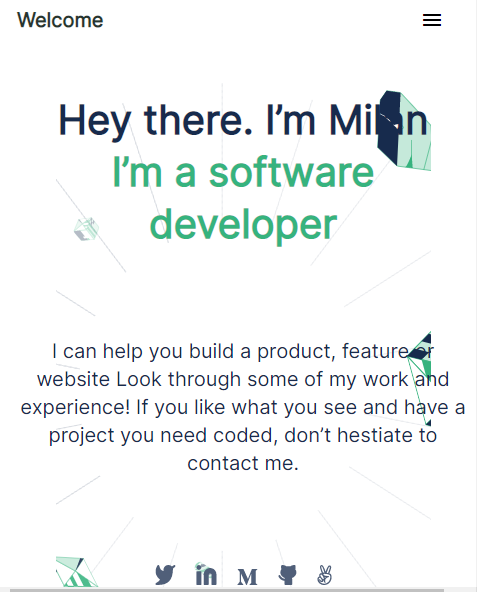 Welcome
Hey there. I’m Milan
I’m a software
developer
I can help you build a product, feature or
website Look through some of my work and
experience! If you like what you see and have a
project you need coded, don’t hestiate to
contact me.